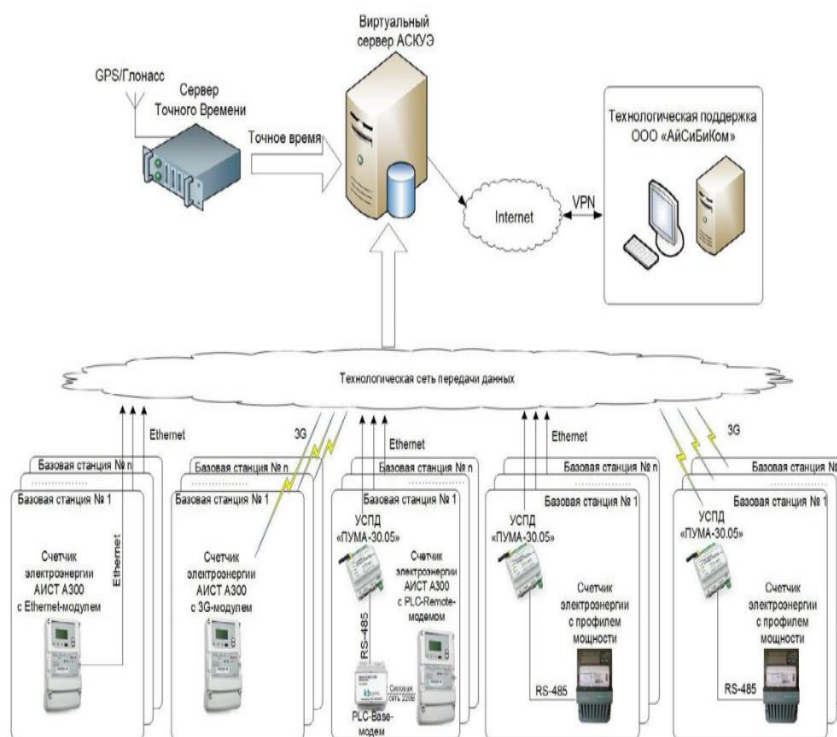 Виртуальный
сервер АСКУЭ
GPS/Глонасс
Сервер
Точного Времени
Точное время
Технологическая поддержка
ООО «АйСиБиКом»
Internet
VPN
Технологическая сеть передачи данных
Ethernet
3G
Ethernet
Ethernet
3G
Базовая станция № n
Базовая станция № 1
Счетчик
электроэнергии
АИСТ А300
с Ethernet-модулем
Ethernet
Базовая станция № n
Базовая станция № 1
Счетчик
электроэнергии
АИСТ А300
с 3G-модулем
Базовая станция № n
Базовая станция № 1
УСПД
«ПУМА-30.05»
Счетчик
электроэнергии
АИСТ А300
с PLC-Remote-
модемом
RS-485
Силовая
сеть 220В
PLC-Base-
модем
Базовая станция № n
Базовая станция № 1
УСПД
«ПУМА-30.05»
Счетчик
электроэнергии
с профилем
мощности
RS-485
Базовая станция №
Базовая станция № 1
УСПД
«ПУМА-30.05»
Счетчик
электроэнергии
с профилем
мощности
RS-485